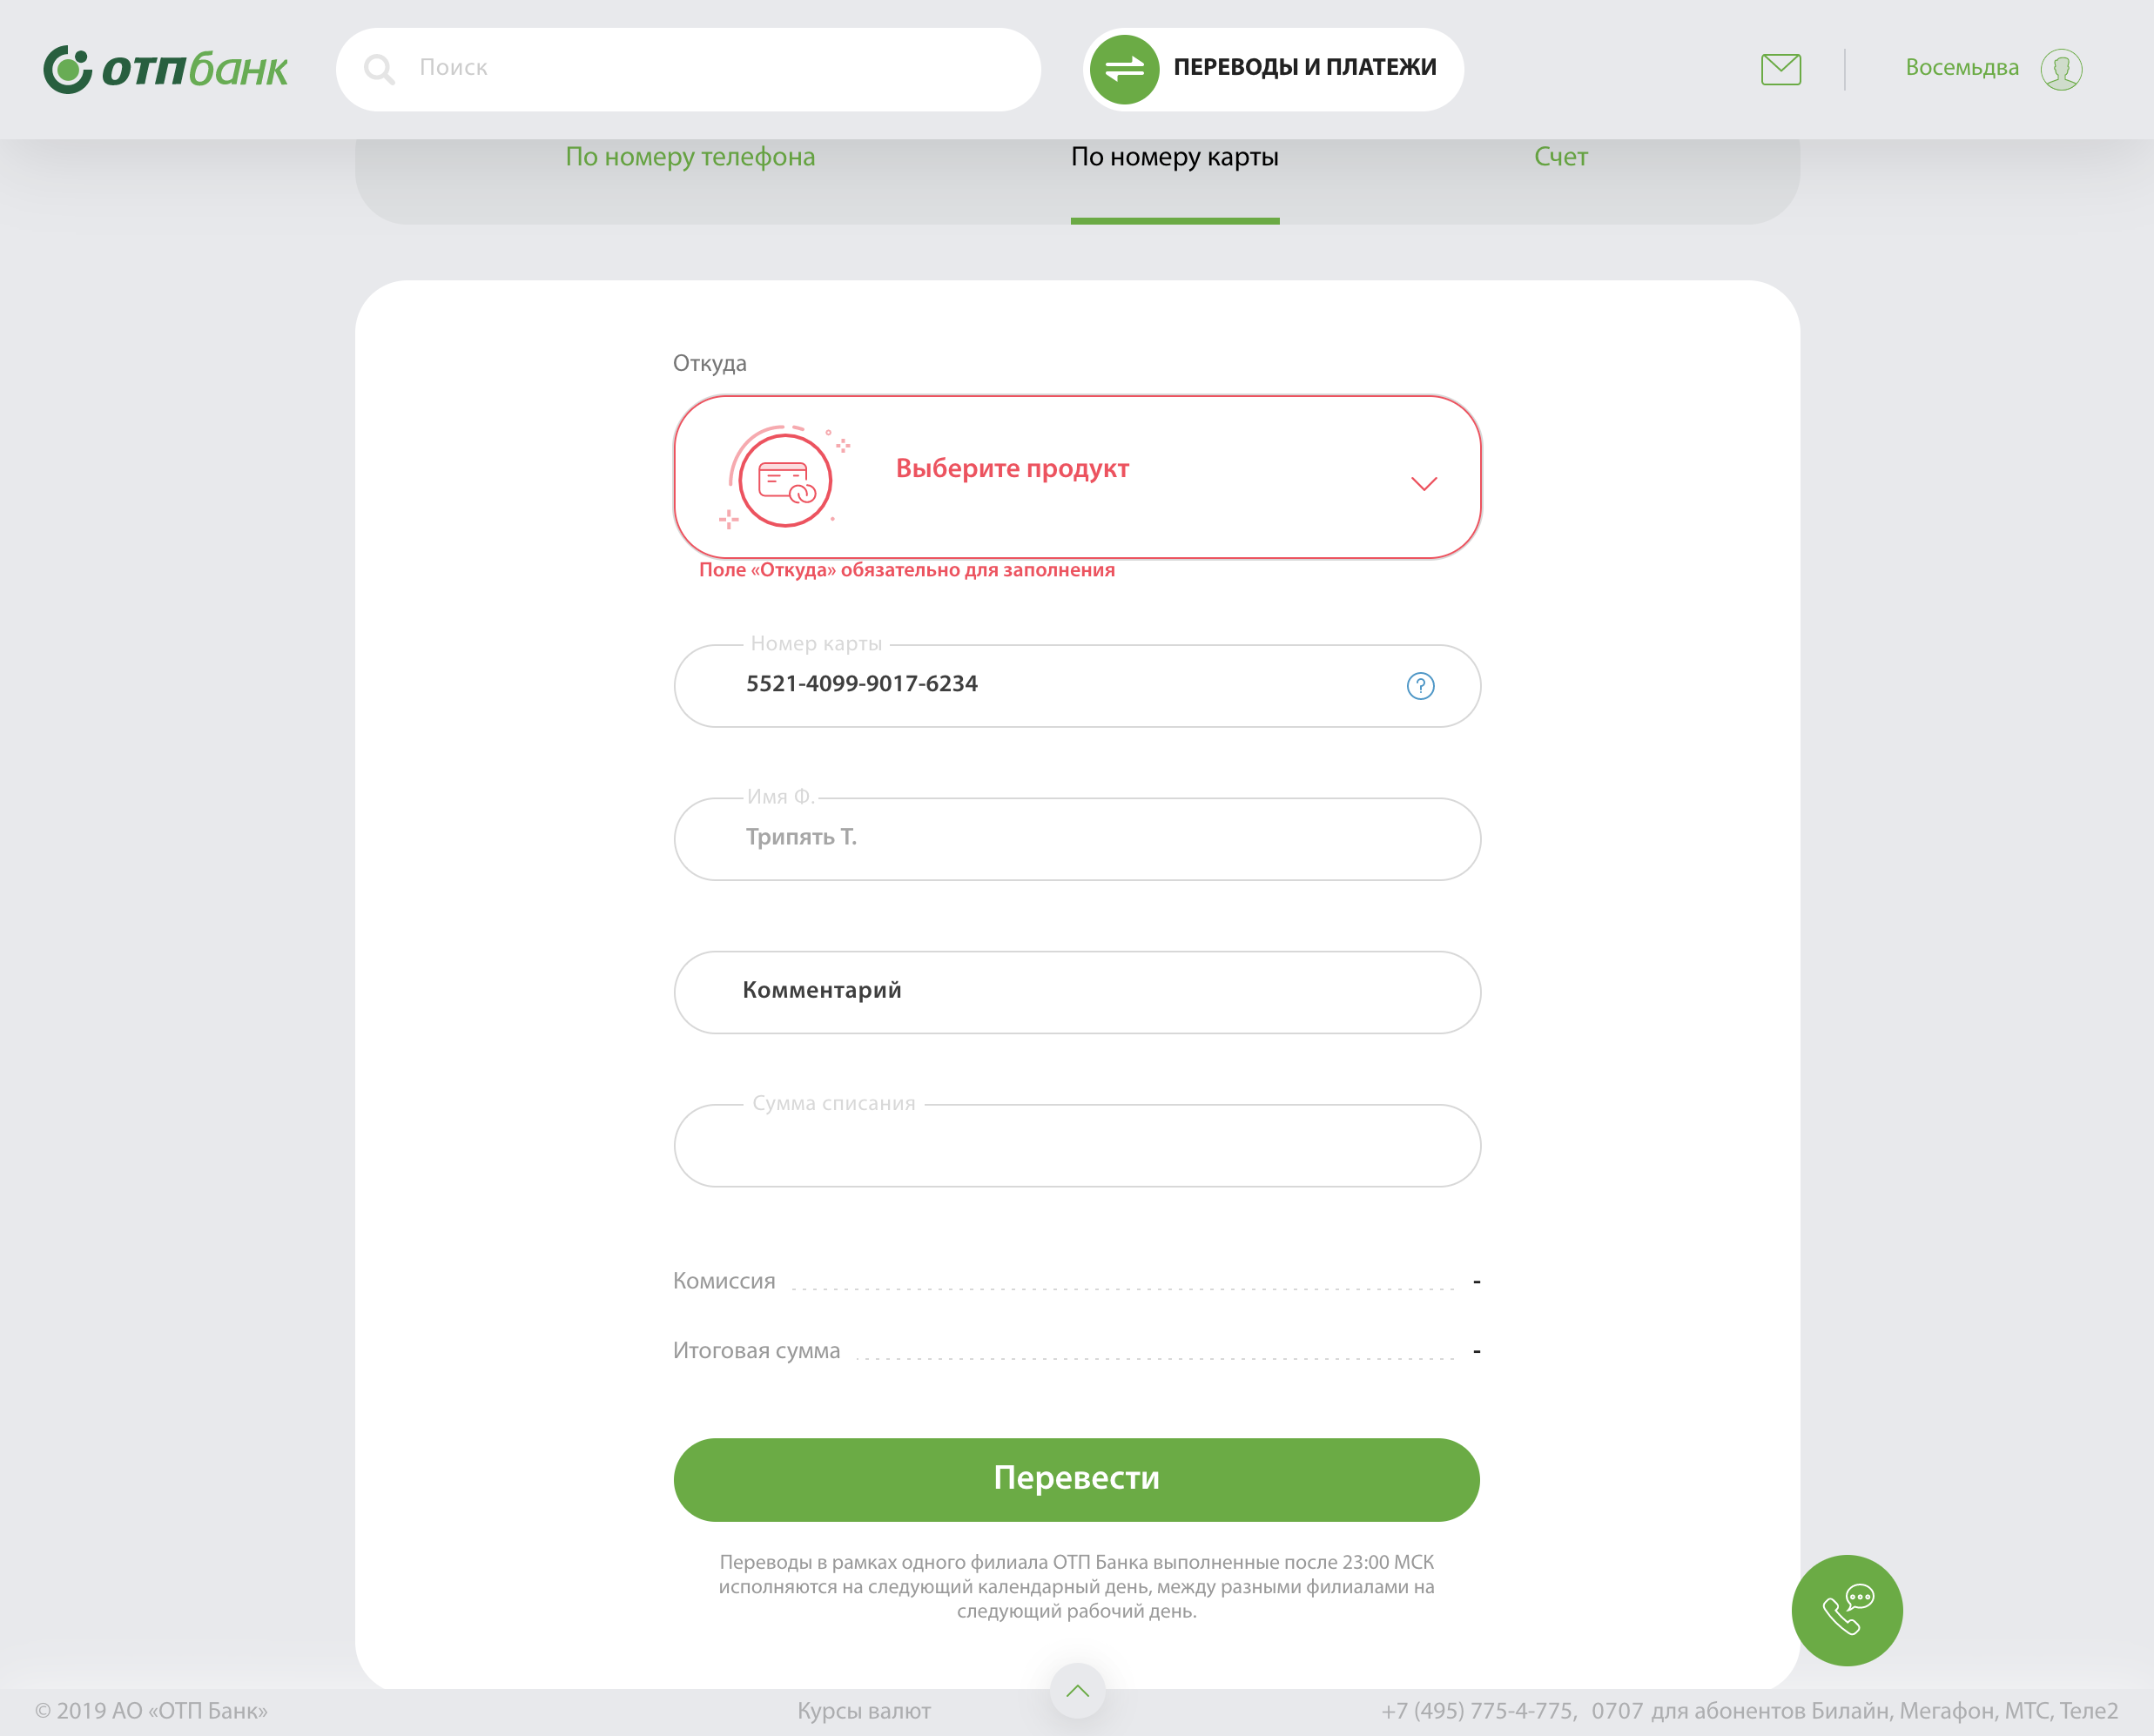 отпбанк
Поиск
ПЕРЕВОДЫ И ПЛАТЕЖИ
Восемьдва
По номеру телефона
По номеру карты
Счет
Откуда
Выберите продукт
Поле «Откуда» обязательно для заполнения
Номер карты
5521-4099-9017-6234
Имя Ф.
Трипять Т.
Комментарий
Сумма списания
Комиссия -
Итоговая сумма -
Перевести
Переводы в рамках одного филиала ОТП Банка выполненные после 23:00 МСК
исполняются на следующий календарный день, между разными филиалами на
следующий рабочий день.
© 2019 АО «ОТП Банк»
Курсы валют
+7 (495) 775-4-775, 0707 для абонентов Билайн, Мегафон, МТС, Теле2